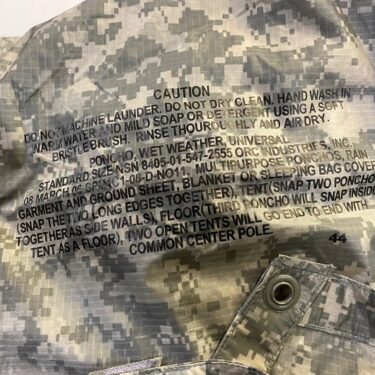 CAUTION
DO NOT MACHINE LAUNDER. DO NOT DRY CLEAN. HAND WASH IN
WARM WATER AND MILD SOAP OR DETERGENT USING A SOFT
BRISTLE BRUSH. RINSE THOUROUGHLY AND AIR DRY.
PONCHO, WET WEATHER, UNIVERSAL
STANDARD SIZE NSN 8405-01-547-2555 ORC INDUSTRIES, INC.
MULTIPURPOSE PONCHOS, RAIN
GARMENT AND GROUND SHEET, BLANKET OR SLEEPING BAG COVER
TENT (SNAP TWO PONCHO
(SNAP THE TWO LONG EDGES TOGETHER), FLOOR (THIRD PONCHO WILL SNAP INSIDE
TOGETHER AS SIDE WALLS), TWO OPEN TENTS WILL GO END TO END WITH
TENT AS A FLOOR),
COMMON CENTER POLE.
44